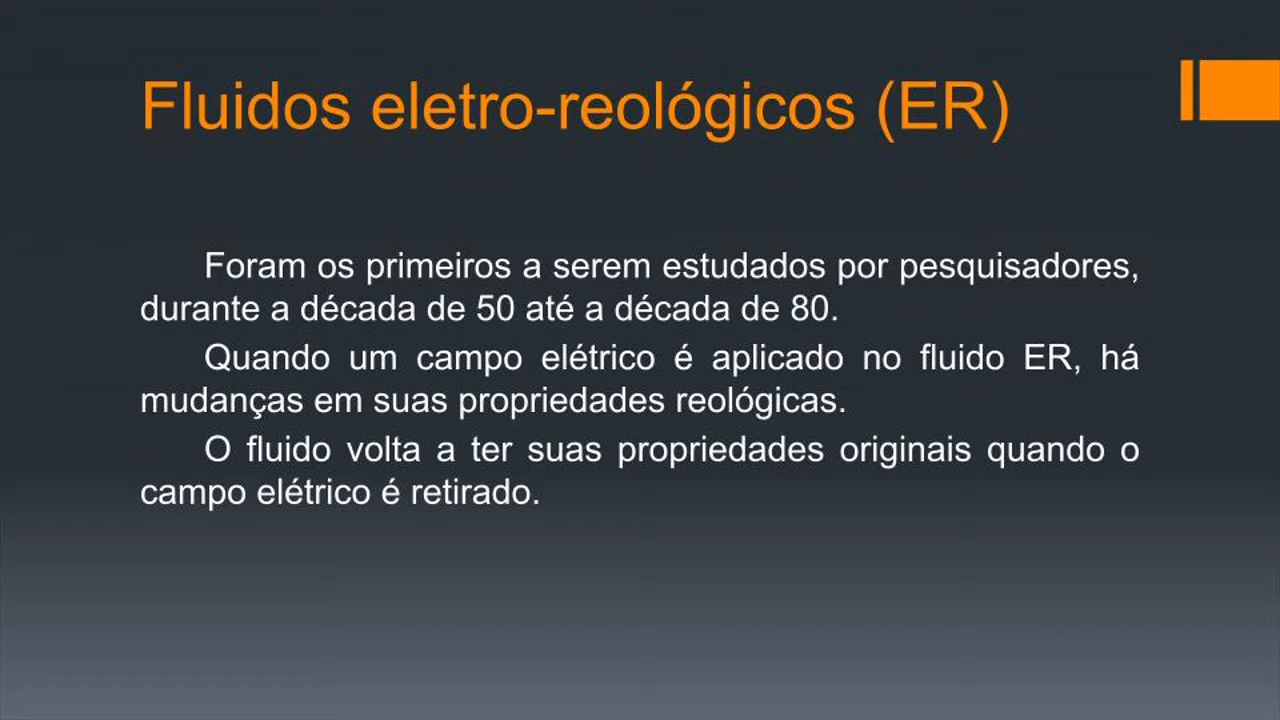 Fluidos eletro-reológicos (ER)
Foram os primeiros a serem estudados por pesquisadores,
durante a década de 50 até a década de 80.
Quando um campo elétrico é aplicado no fluido ER, há
mudanças em suas propriedades reológicas.
O fluido volta a ter suas propriedades originais quando o
campo elétrico é retirado.